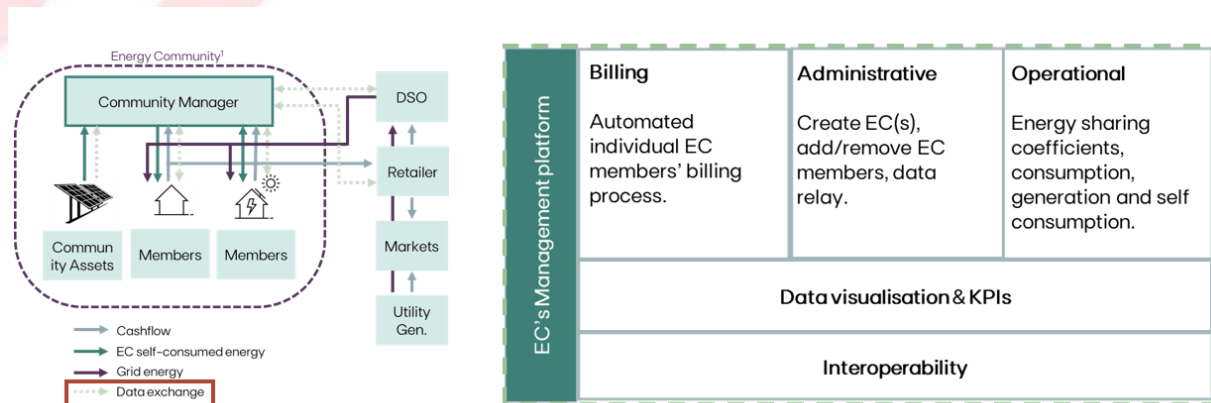 Energy Community¹
Community Manager
DSO
Retailer
Markets
Utility
Gen.
Commun
ity Assets
Members
Members
Cashflow
EC self-consumed energy
Grid energy
Data exchange
EC's Management platform
Billing
Automated
individual EC
members' billing
process.
Administrative
Create EC(s),
add/remove EC
members, data
relay.
Operational
Energy sharing
coefficients,
consumption,
generation and self
consumption.
Data visualisation & KPIs
Interoperability